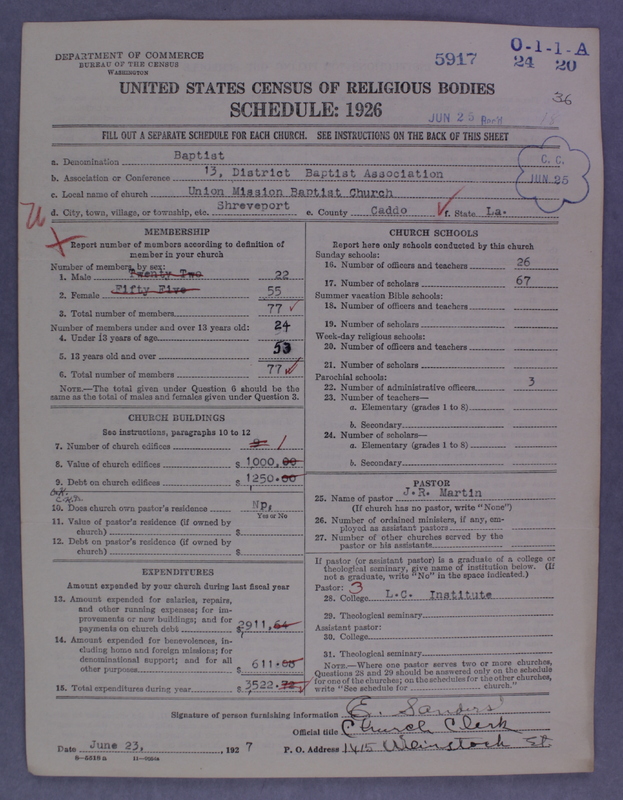 DEPARTMENT OF COMMERCE
BUREAU OF THE CENSUS
WASHINGTON
5917
O-1-1-A
24 20
36
UNITED STATES CENSUS OF RELIGIOUS BODIES
SCHEDULE: 1926
JUN 25 Rec'd
FILL OUT A SEPARATE SCHEDULE FOR EACH CHURCH. SEE INSTRUCTIONS ON THE BACK OF THIS SHEET
a. Denomination Baptist
b. Association or Conference 13, District Baptist Association
c. Local name of church Union Mission Baptist Church
d. City, town, village, or township, etc. Shreveport e. County Caddo f. State La.
C. C.
JUN 25
MEMBERSHIP
Report number of members according to definition of
member in your church
Number of members, by sex:
1. Male Twenty Two 22
2. Female Fifty Five 55
3. Total number of members 77
Number of members under and over 13 years old:
4. Under 13 years of age 24
5. 13 years old and over 53
6. Total number of members 77
NOTE.—The total given under Question 6 should be the
same as the total of males and females given under Question 3.
CHURCH BUILDINGS
See instructions, paragraphs 10 to 12
7. Number of church edifices 1
8. Value of church edifices $ 1,000,00
9. Debt on church edifices $ 1250.00
10. Does church own pastor's residence No,
Yes or No
11. Value of pastor's residence (if owned by
church) $
12. Debt on pastor's residence (if owned by
church) $
EXPENDITURES
Amount expended by your church during last fiscal year
13. Amount expended for salaries, repairs,
and other running expenses; for im-
provements or new buildings; and for
payments on church debt $2911,64
14. Amount expended for benevolences, in-
cluding home and foreign missions; for
denominational support; and for all
other purposes $ 611.
15. Total expenditures during year $ 3522.72
CHURCH SCHOOLS
Report here only schools conducted by this church
Sunday schools:
16. Number of officers and teachers 26
17. Number of scholars 67
Summer vacation Bible schools:
18. Number of officers and teachers
19. Number of scholars
Week-day religious schools:
20. Number of officers and teachers
21. Number of scholars
Parochial schools:
22. Number of administrative officers 3
23. Number of teachers—
a. Elementary (grades 1 to 8)
b. Secondary
24. Number of scholars—
a. Elementary (grades 1 to 8)
b. Secondary
PASTOR
25. Name of pastor J.R. Martin
(If church has no pastor, write "None")
26. Number of ordained ministers, if any, em-
ployed as assistant pastors
27. Number of other churches served by the
pastor or his assistants
If pastor (or assistant pastor) is a graduate of a college or
theological seminary, give name of institution below. (If
not a graduate, write "No" in the space indicated.)
Pastor: 3
28. College L.C. Institute
29. Theological seminary
Assistant pastor:
30. College
31. Theological seminary
NOTE.—Where one pastor serves two or more churches,
Questions 28 and 29 should be answered only on the schedule
for one of the churches; on the schedules for the other churches,
write "See schedule for church."
Signature of person furnishing information E. Sanders
Official title Church Clerk
Date June 23, , 1927 P. O. Address 1415 Weinstock St
8—5518a